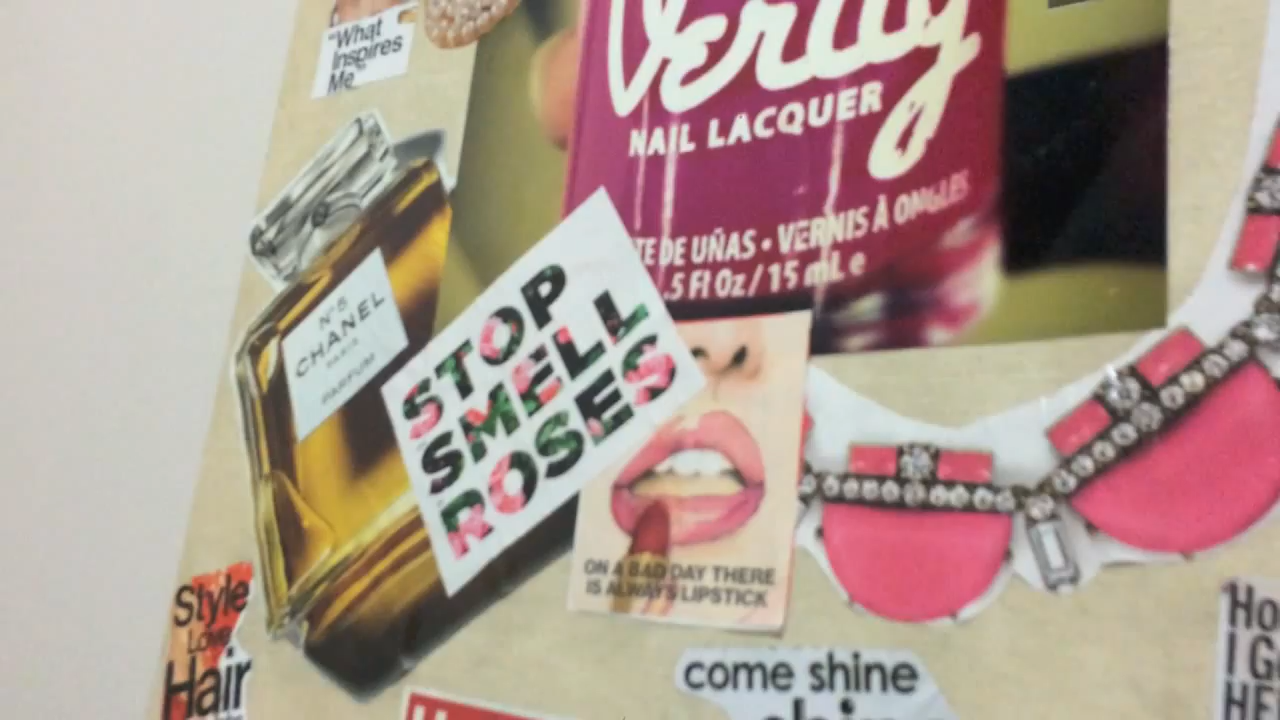 "What
Inspires
Me"
NAIL LACQUER
TE DE UÑAS • VERNIS À ONGLES
.5 Fl Oz / 15 mL e
N°5
CHANEL
PARIS
PARFUM
STOP
SMELL
ROSES
ON A BAD DAY THERE
IS ALWAYS LIPSTICK
Style
Love
Hair
come shine